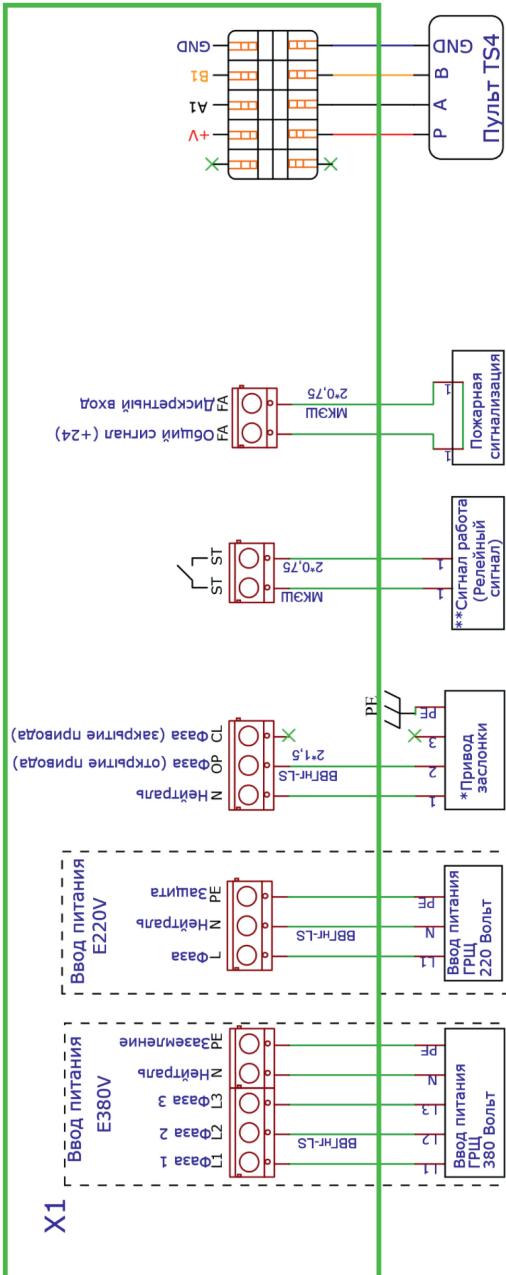 GND
B1
A1
+V
GND
B
A
P
Пульт TS4
Дискретный вход
FA
Общий сигнал (+24)
FA
2*0,75
МКЭШ
1
1
Пожарная
сигнализация
ST
ST
2*0,75
МКЭШ
1
1
**Сигнал работа
(Релейный
сигнал)
PE
Фаза (закрытие привода)
CL
Фаза (открытие привода)
OP
Нейтраль
N
2*1,5
ВВГнг-LS
PE
3
2
1
*Привод
заслонки
Ввод питания
E220V
Защита
PE
Нейтраль
N
Фаза
L
ВВГнг-LS
PE
N
L1
Ввод питания
ГРЩ
220 Вольт
Ввод питания
E380V
Заземление
PE
Нейтраль
N
Фаза 3
L3
Фаза 2
L2
Фаза 1
L1
ВВГнг-LS
PE
N
L3
L2
L1
Ввод питания
ГРЩ
380 Вольт
X1